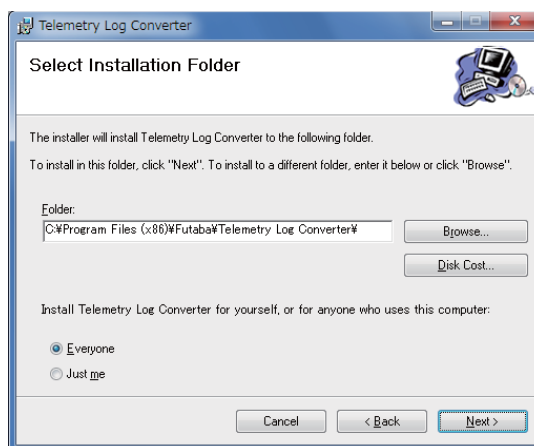 Telemetry Log Converter
Select Installation Folder
The installer will install Telemetry Log Converter to the following folder.
To install in this folder, click "Next". To install to a different folder, enter it below or click "Browse".
Folder:
C:¥Program Files (x86)¥Futaba¥Telemetry Log Converter¥
Browse...
Disk Cost...
Install Telemetry Log Converter for yourself, or for anyone who uses this computer:
Everyone
Just me
Cancel
< Back
Next >